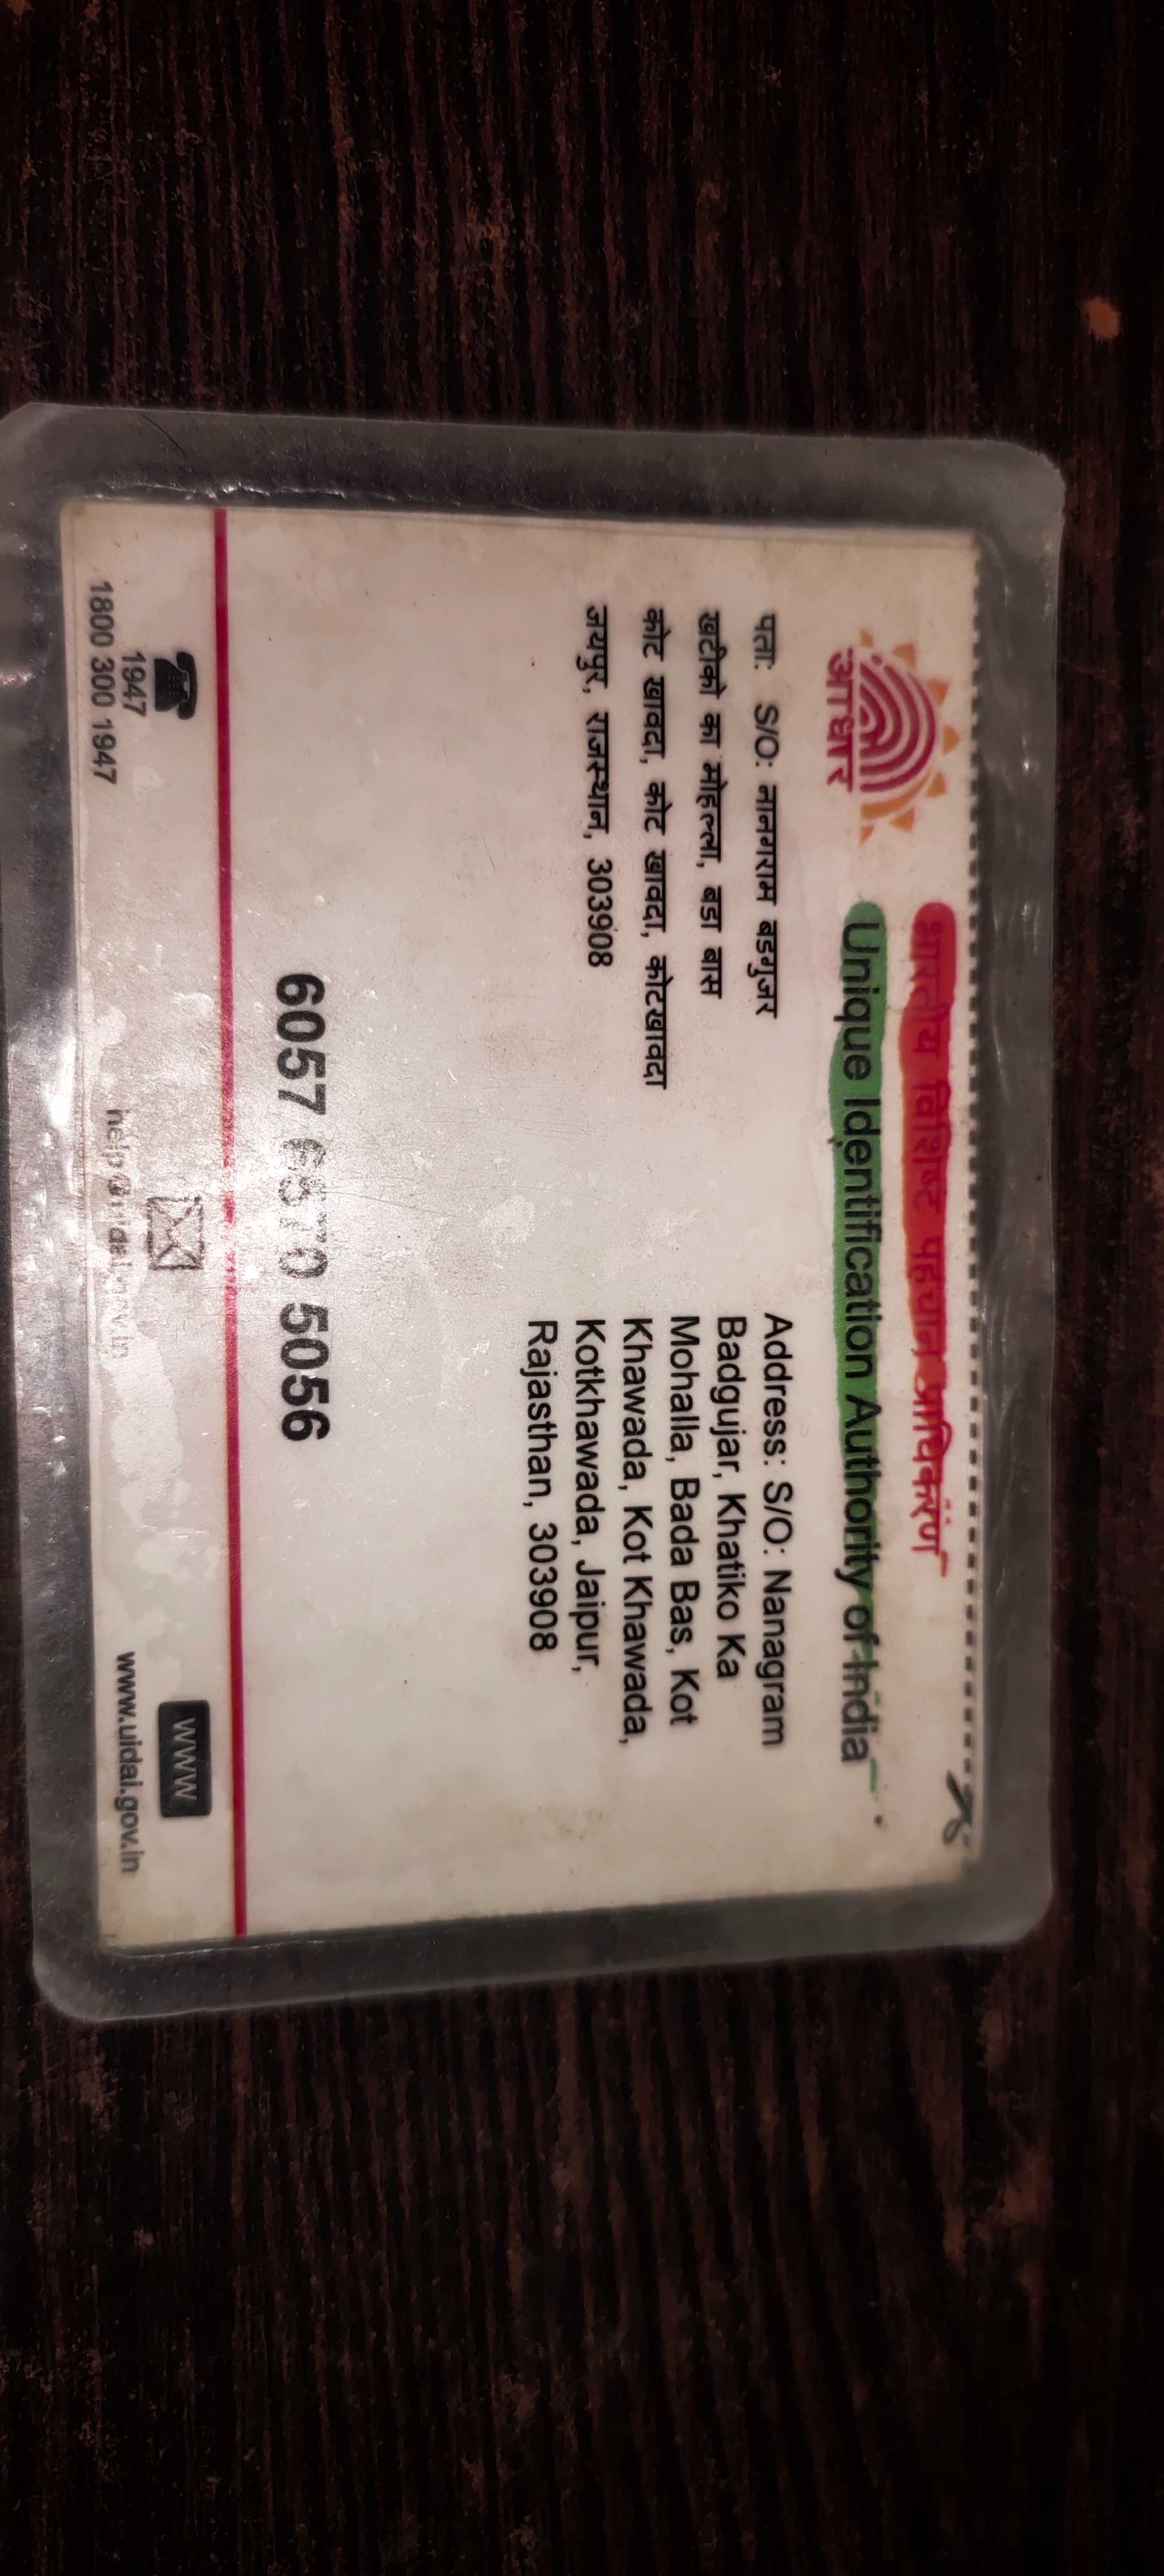 आधार
भारतीय विशिष्ट पहचान प्राधिकरण
Unique Identification Authority of India
पता: S/O: नानगराम बडगुजर
खटीको का मोहल्ला, बडा बास
कोट खावदा, कोट खावदा, कोटखावदा
जयपुर, राजस्थान, 303908
Address: S/O: Nanagram
Badgujar, Khatiko Ka
Mohalla, Bada Bas, Kot
Khawada, Kot Khawada,
Kotkhawada, Jaipur,
Rajasthan, 303908
6057 5056
1947
1800 300 1947
help@uidai.gov.in
www
www.uidai.gov.in